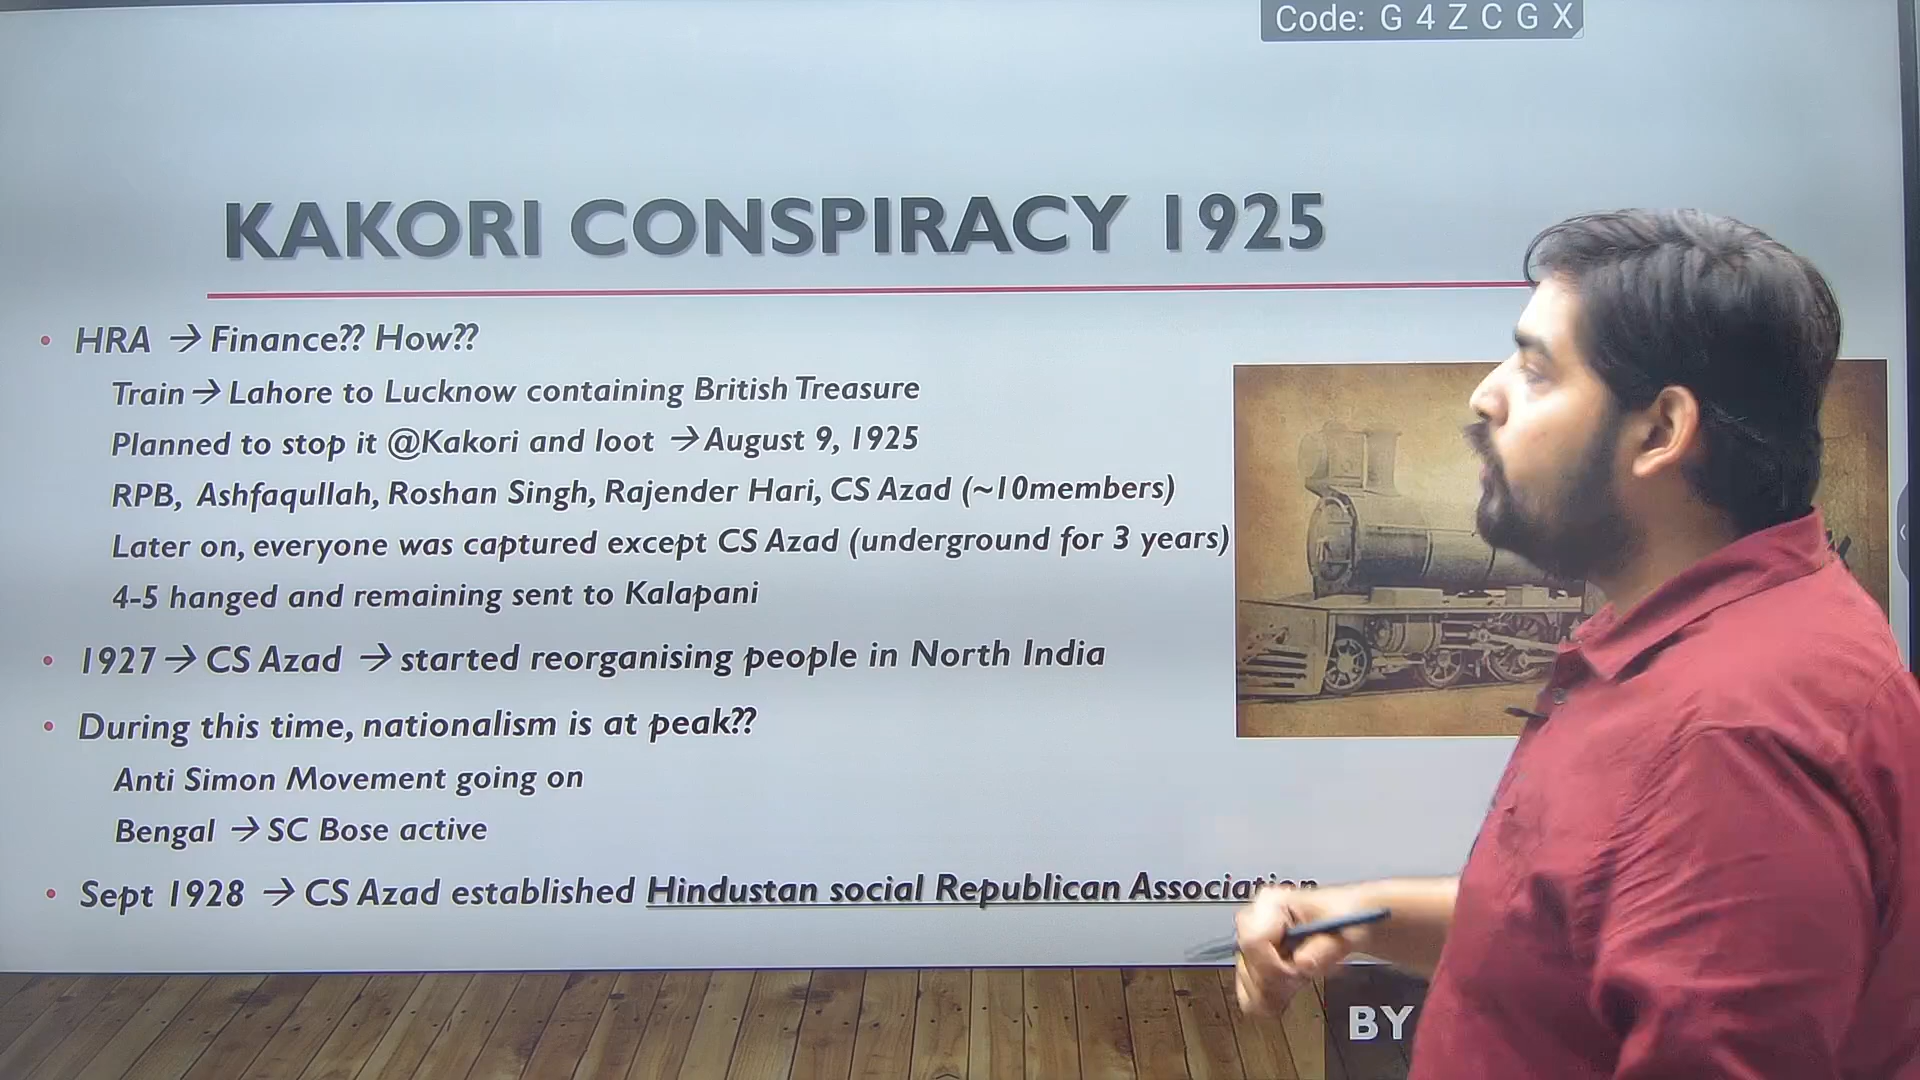 Code: G 4 Z C G X
KAKORI CONSPIRACY 1925
• HRA → Finance?? How??
Train → Lahore to Lucknow containing British Treasure
Planned to stop it @Kakori and loot → August 9, 1925
RPB, Ashfaqullah, Roshan Singh, Rajender Hari, CS Azad (~10members)
Later on, everyone was captured except CS Azad (underground for 3 years)
4-5 hanged and remaining sent to Kalapani
• 1927 → CS Azad → started reorganising people in North India
• During this time, nationalism is at peak??
Anti Simon Movement going on
Bengal → SC Bose active
• Sept 1928 → CS Azad established Hindustan social Republican Association
BY